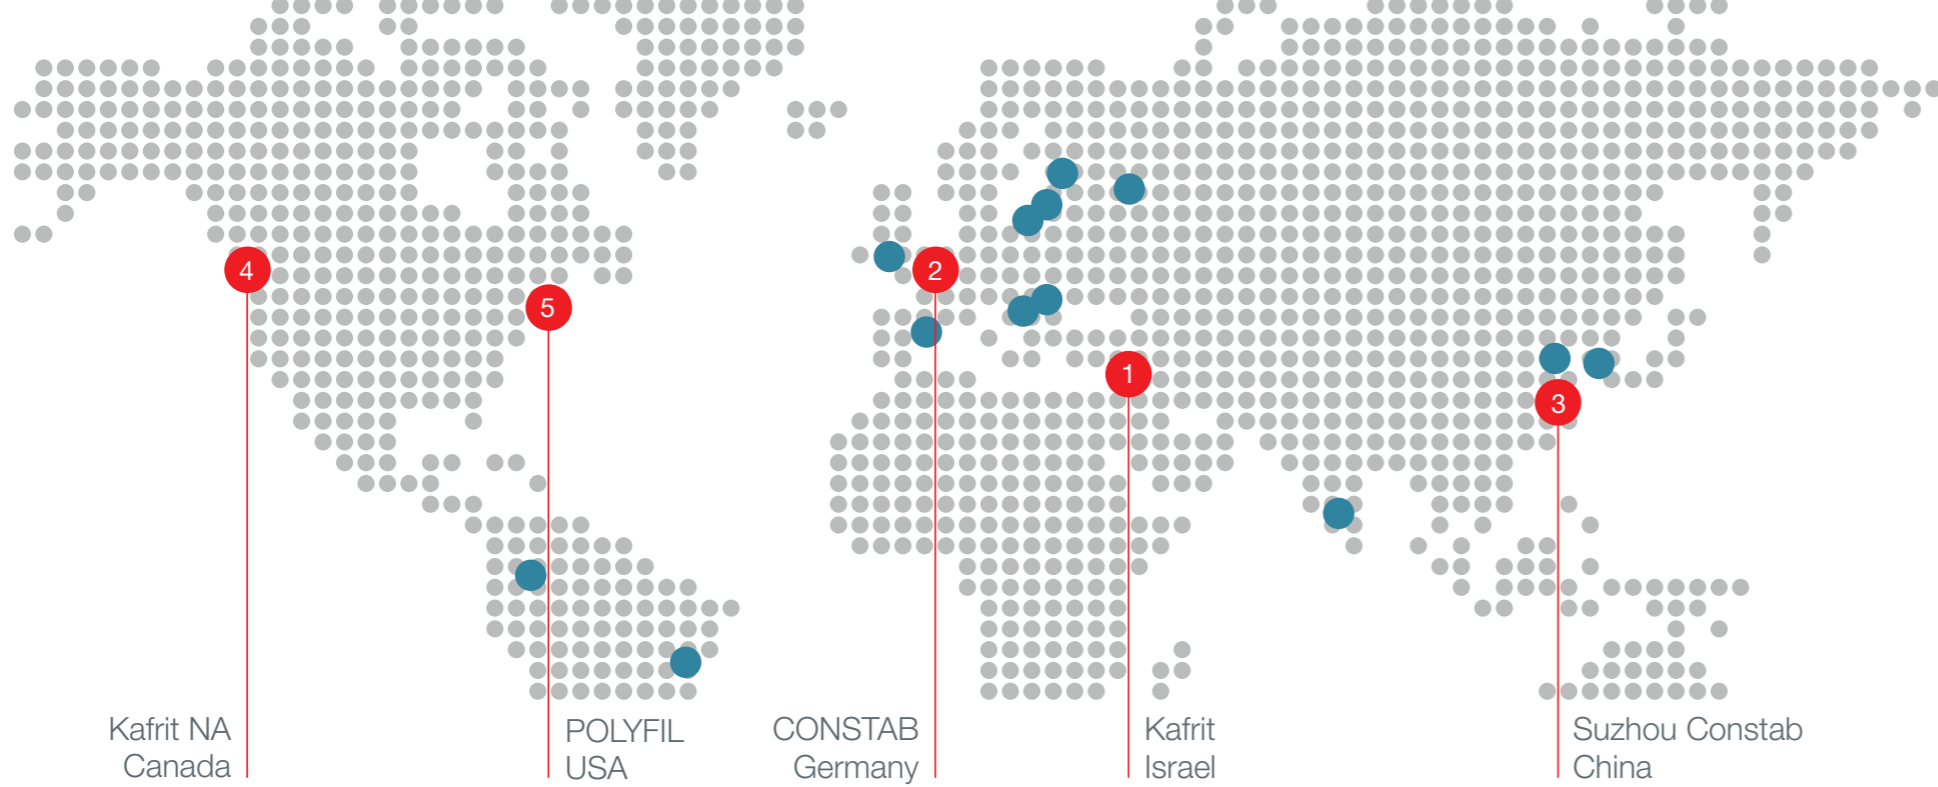 4
5
2
1
3
Kafrit NA
Canada
POLYFIL
USA
CONSTAB
Germany
Kafrit
Israel
Suzhou Constab
China